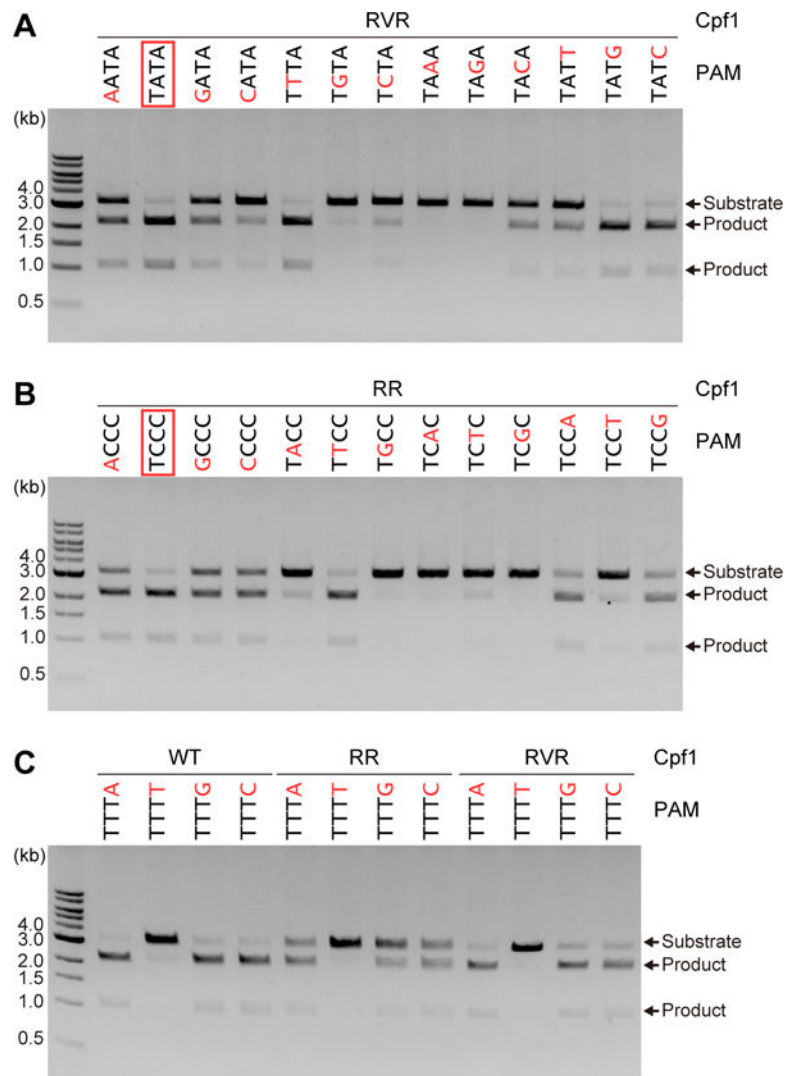 A
RVR Cpf1
AATA TATA GATA CATA TTTA TGTA TCTA TAAA TAGA TACA TATT TATG TATC PAM
(kb)
4.0
3.0 Substrate
2.0 Product
1.5
1.0 Product
0.5
B
RR Cpf1
ACCC TCCC GCCC CCCC TACC TTCC TGCC TCAC TCTC TCGC TCCA TCCT TCCG PAM
(kb)
4.0
3.0 Substrate
2.0 Product
1.5
1.0 Product
0.5
C
WT RR RVR Cpf1
TTTA TTTT TTTG TTTC TTTA TTTT TTTG TTTC TTTA TTTT TTTG TTTC PAM
(kb)
4.0
3.0 Substrate
2.0 Product
1.5
1.0 Product
0.5